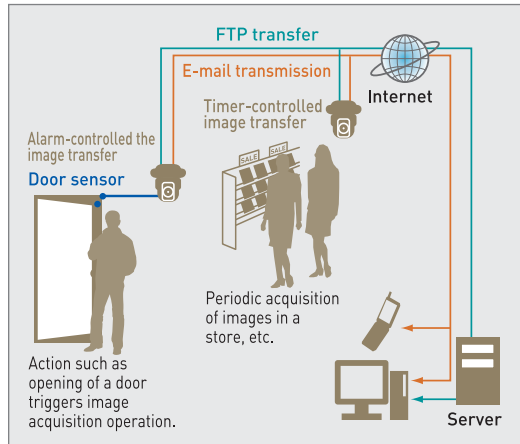 FTP transfer
E-mail transmission
Internet
Timer-controlled
image transfer
Alarm-controlled the
image transfer
Door sensor
SALE
SALE
Periodic acquisition
of images in a
store, etc.
Action such as
opening of a door
triggers image
acquisition operation.
Server